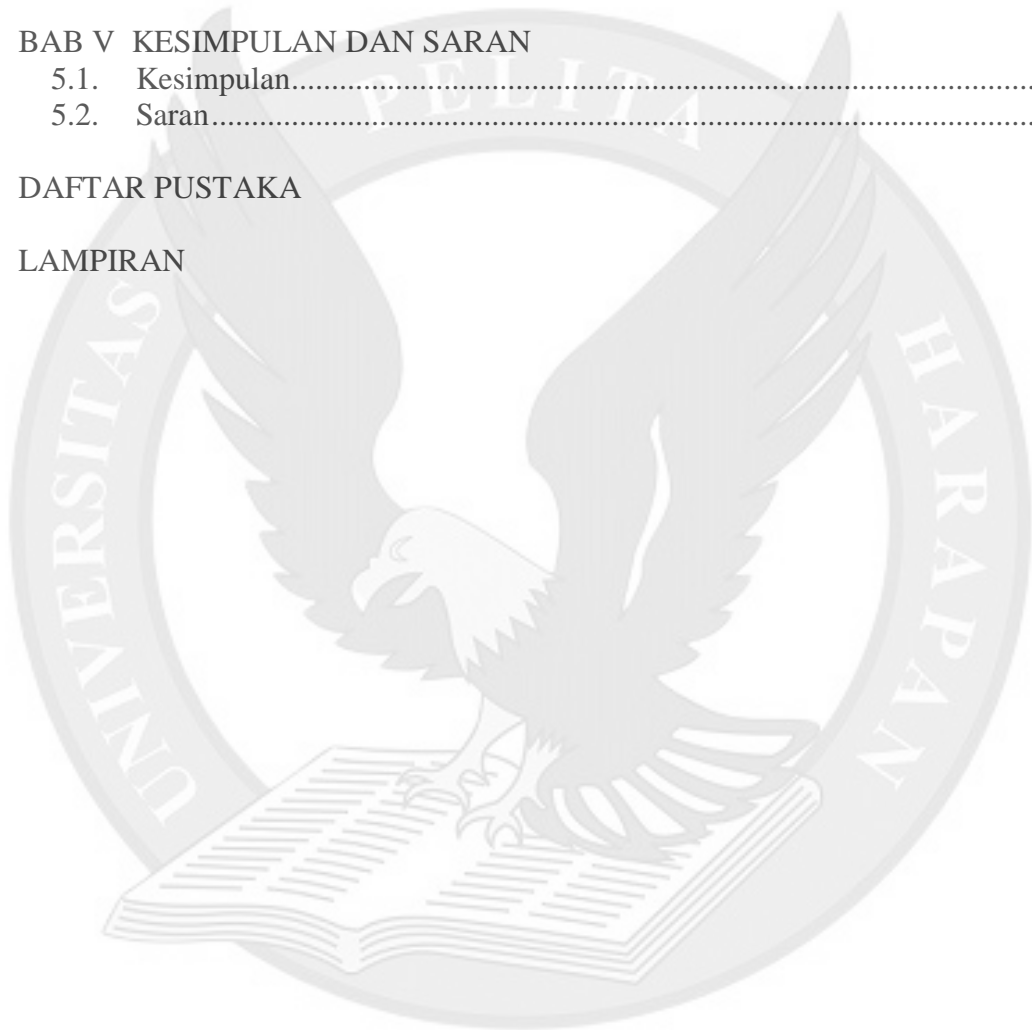 BAB V KESIMPULAN DAN SARAN
5.1. Kesimpulan.....................................................................................
5.2. Saran.............................................................................................
DAFTAR PUSTAKA
LAMPIRAN
UNIVERSITAS PELITA HARAPAN